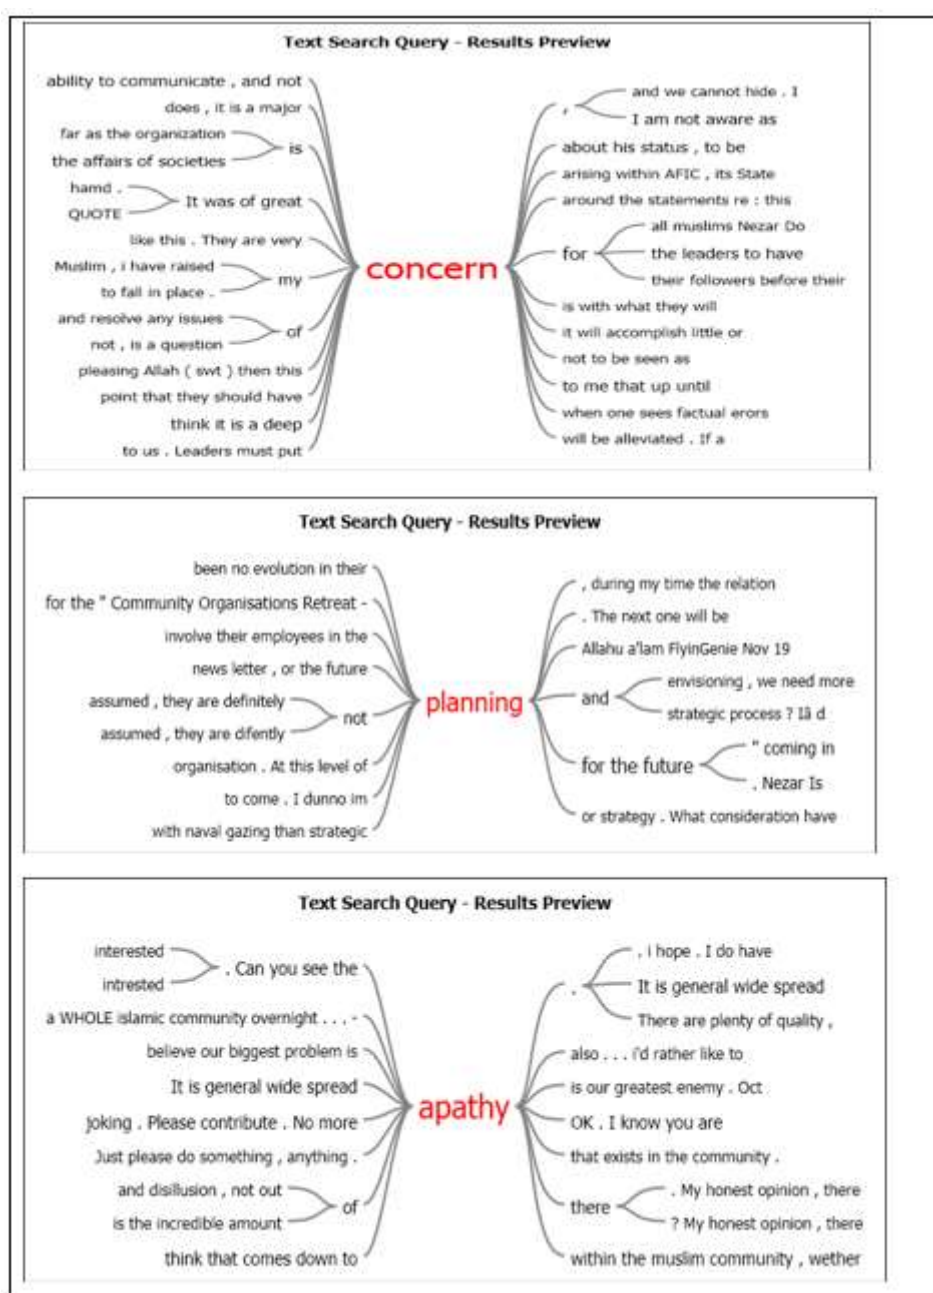 Text Search Query - Results Preview
ability to communicate , and not
does , it is a major
far as the organization
the affairs of societies
is
hamd .
QUOTE
It was of great
like this . They are very
Muslim , i have raised
to fall in place .
my
and resolve any issues
not , is a question
of
pleasing Allah ( swt ) then this
point that they should have
think it is a deep
to us . Leaders must put
concern
,
and we cannot hide . I
I am not aware as
about his status , to be
arising within AFIC , its State
around the statements re : this
for
all muslims Nezar Do
the leaders to have
their followers before their
is with what they will
it will accomplish little or
not to be seen as
to me that up until
when one sees factual erors
will be alleviated . If a
Text Search Query - Results Preview
been no evolution in their
for the " Community Organisations Retreat -
involve their employees in the
news letter , or the future
assumed , they are definitely
assumed , they are difently
not
organisation . At this level of
to come . I dunno im
with naval gazing than strategic
planning
, during my time the relation
. The next one will be
Allahu a'lam FlyinGenie Nov 19
and
envisioning , we need more
strategic process ? Iâ d
for the future
" coming in
. Nezar Is
or strategy . What consideration have
Text Search Query - Results Preview
interested
intrested
. Can you see the
a WHOLE islamic community overnight . . . -
believe our biggest problem is
It is general wide spread
joking . Please contribute . No more
Just please do something , anything .
and disillusion , not out
is the incredible amount
of
think that comes down to
apathy
.
, i hope . I do have
It is general wide spread
There are plenty of quality ,
also . . . i'd rather like to
is our greatest enemy . Oct
OK . I know you are
that exists in the community .
there
. My honest opinion , there
? My honest opinion , there
within the muslim community , wether